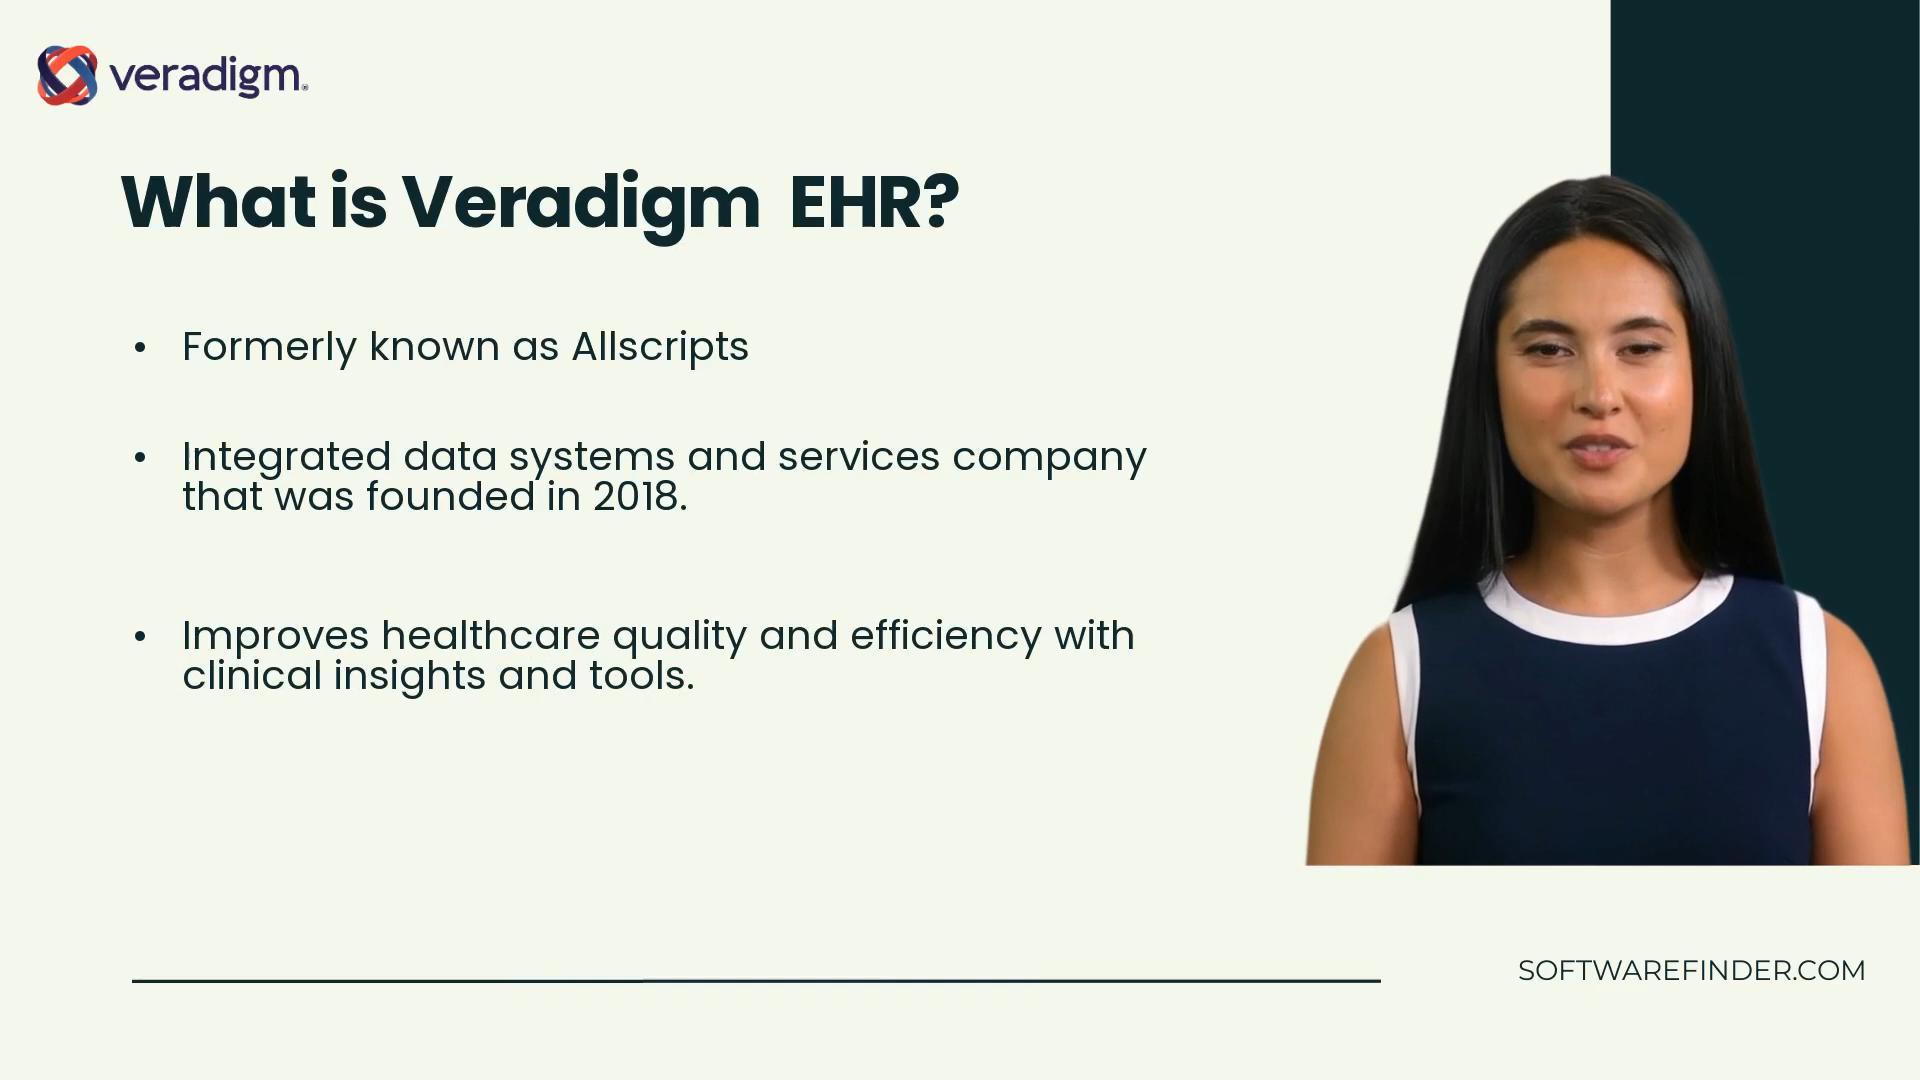 veradigm.
What is Veradigm EHR?
• Formerly known as Allscripts
• Integrated data systems and services company
that was founded in 2018.
• Improves healthcare quality and efficiency with
clinical insights and tools.
SOFTWAREFINDER.COM